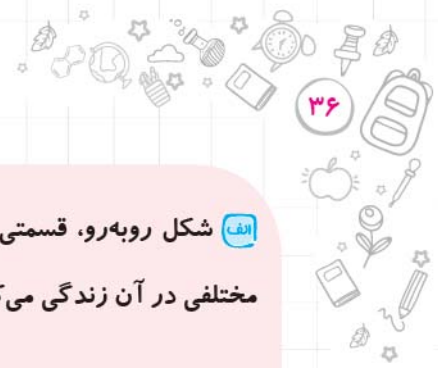 ۳۶
الف شکل روبه‌رو، قسمتی
مختلفی در آن زندگی می‌ک